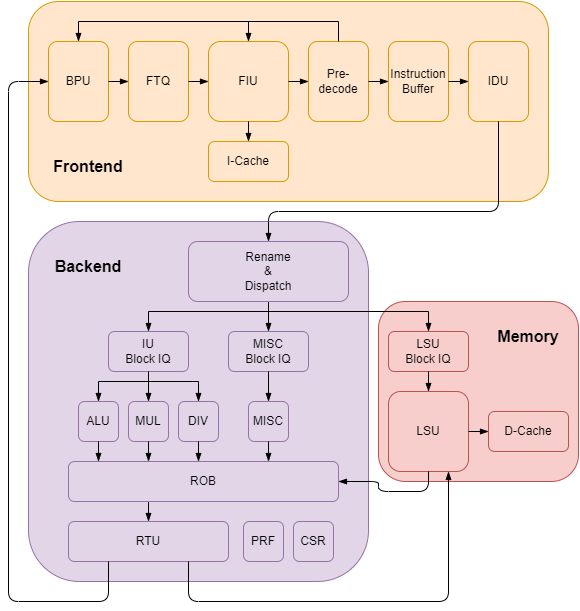 BPU
FTQ
FIU
Pre-
decode
Instruction
Buffer
IDU
I-Cache
Frontend
Backend
Rename
&
Dispatch
IU
Block IQ
MISC
Block IQ
LSU
Block IQ
Memory
ALU
MUL
DIV
MISC
LSU
D-Cache
ROB
RTU
PRF
CSR